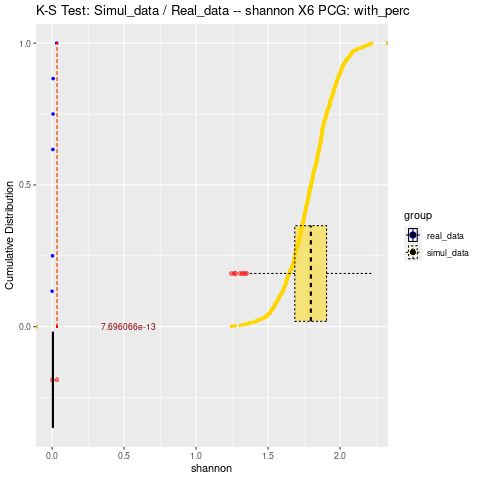 K-S Test: Simul_data / Real_data -- shannon X6 PCG: with_perc
1.0
0.5
0.0
Cumulative Distribution
7.696066e-13
0.0 0.5 1.0 1.5 2.0
shannon
group
real_data
simul_data